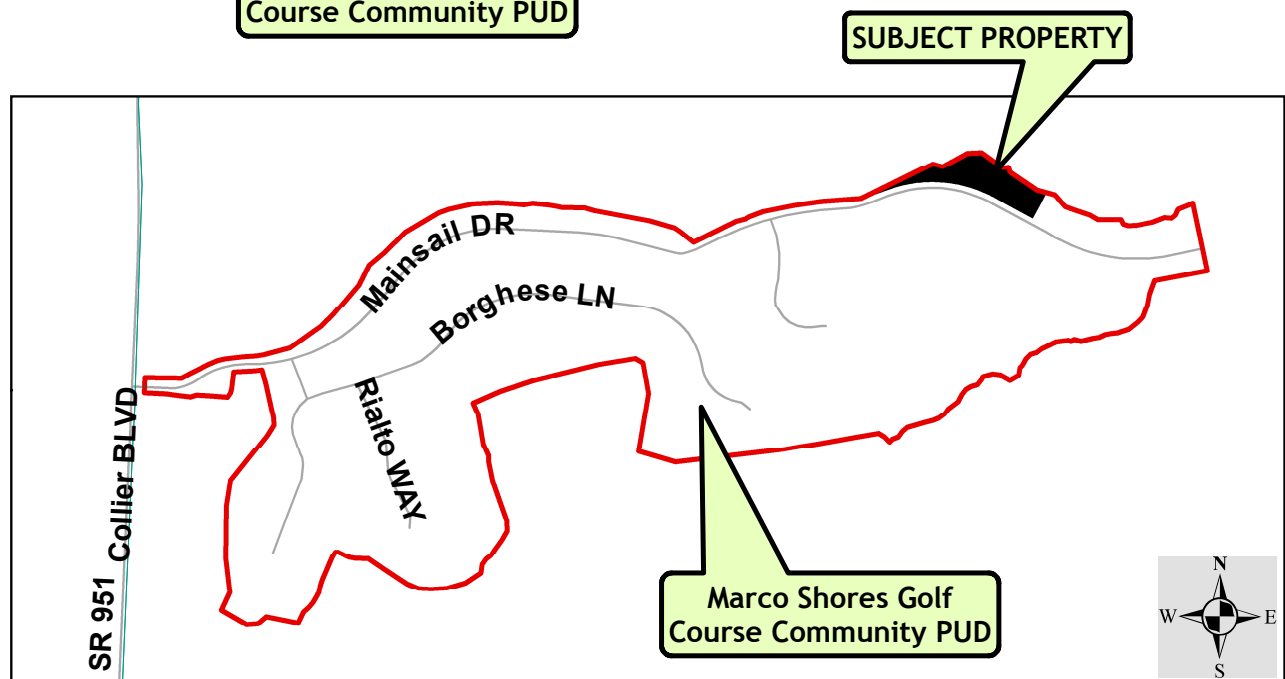 Course Community PUD
SUBJECT PROPERTY
Mainsail DR
Borghese LN
Rialto WAY
SR 951 Collier BLVD
Marco Shores Golf
Course Community PUD
N
W E
S